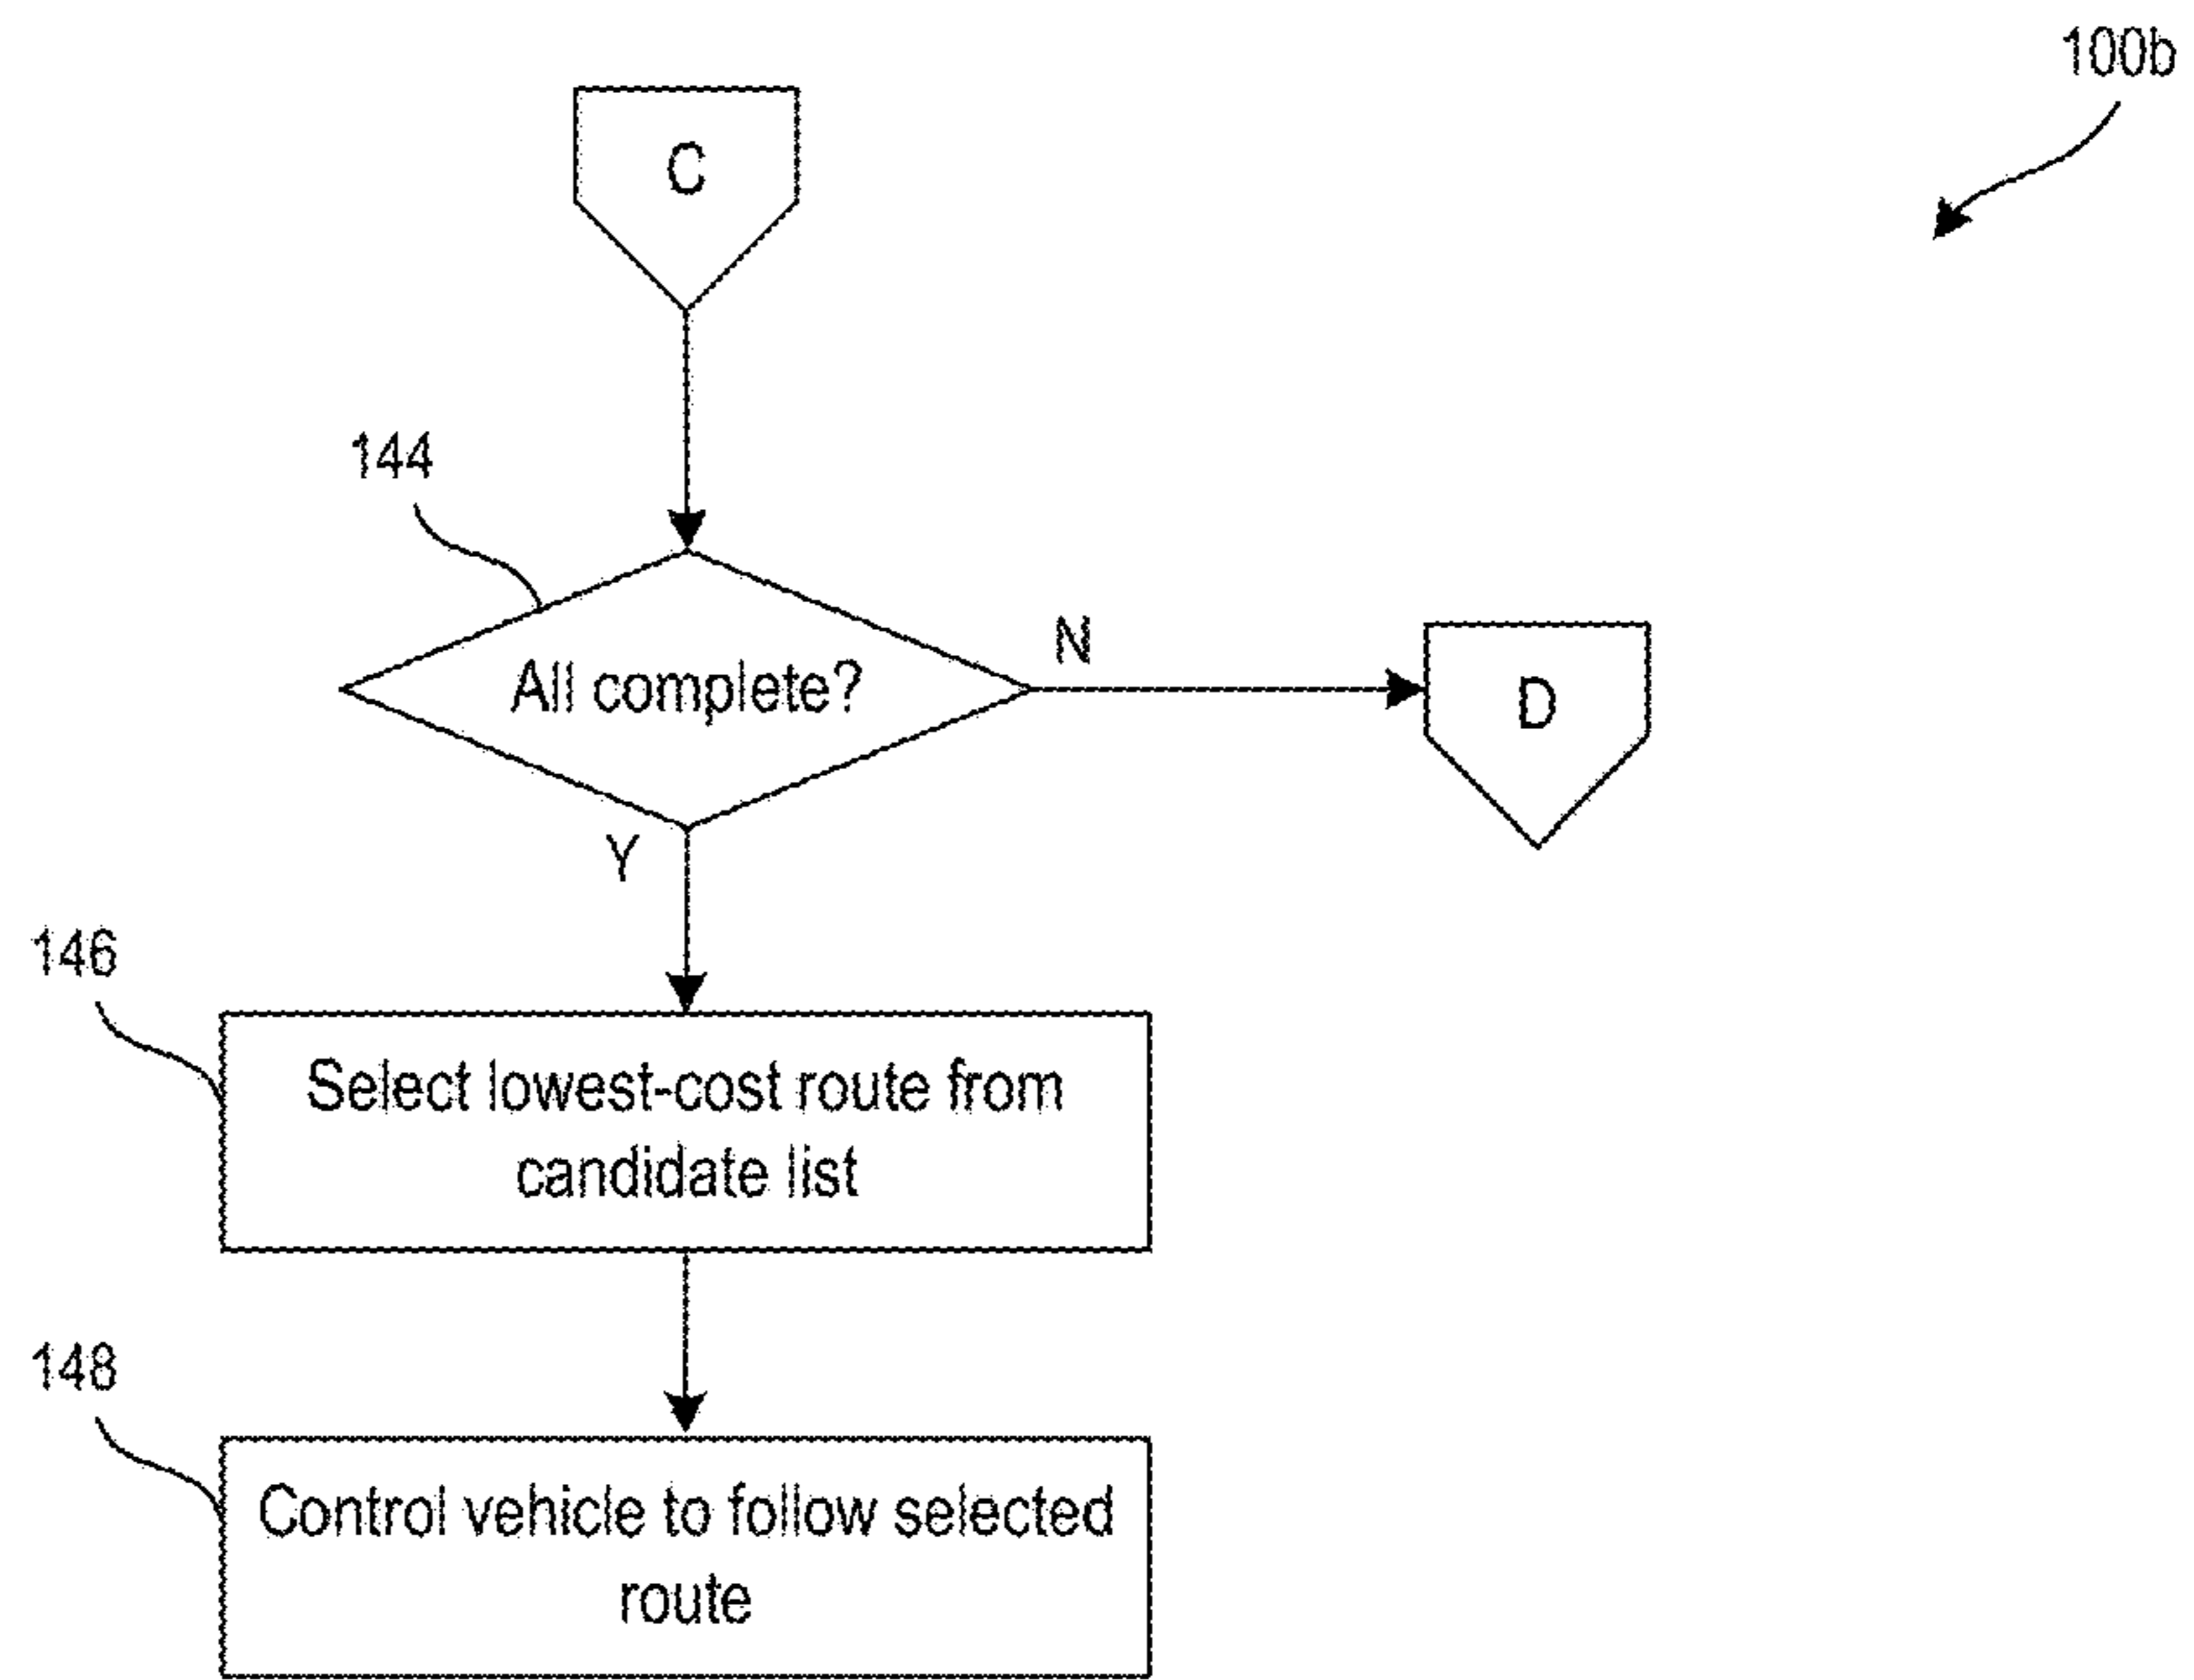 100b
C
144
All complete?
N
D
Y
146
Select lowest-cost route from
candidate list
148
Control vehicle to follow selected
route